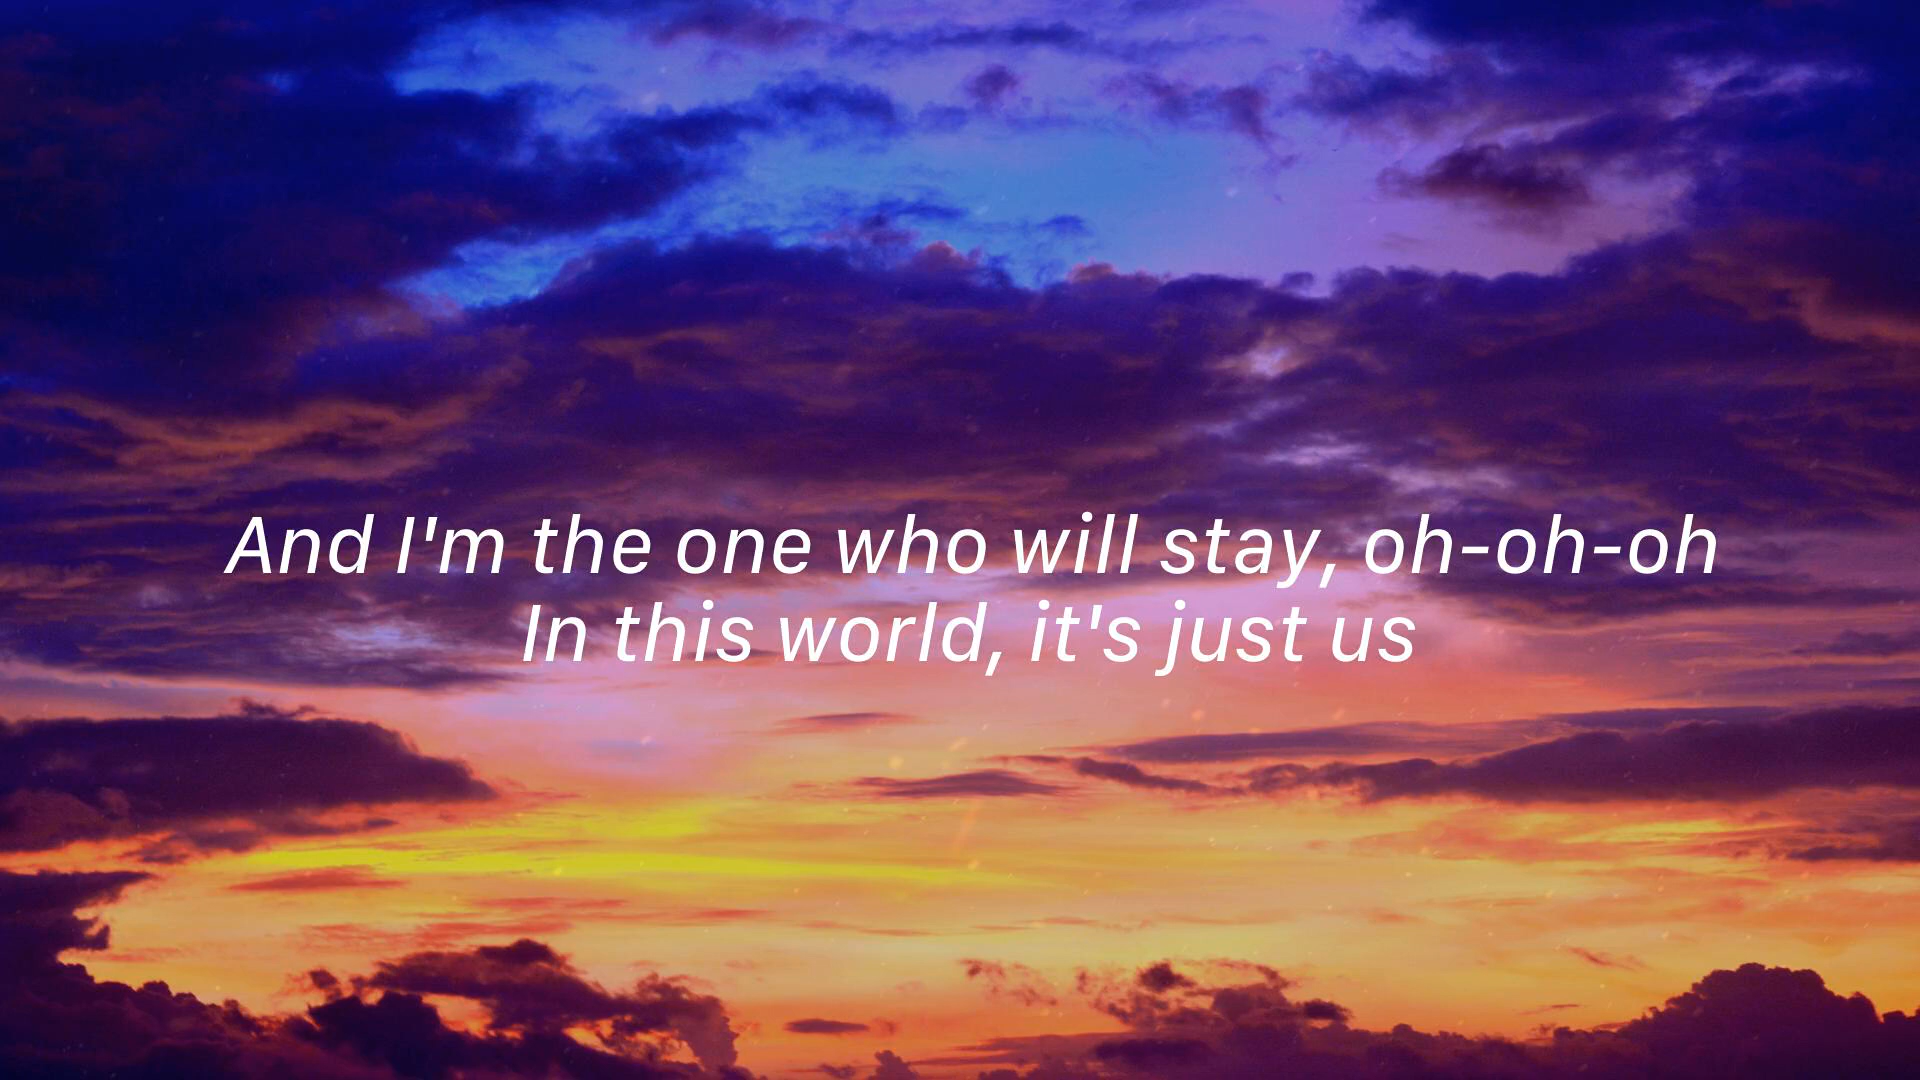 And I'm the one who will stay, oh-oh-oh
In this world, it's just us